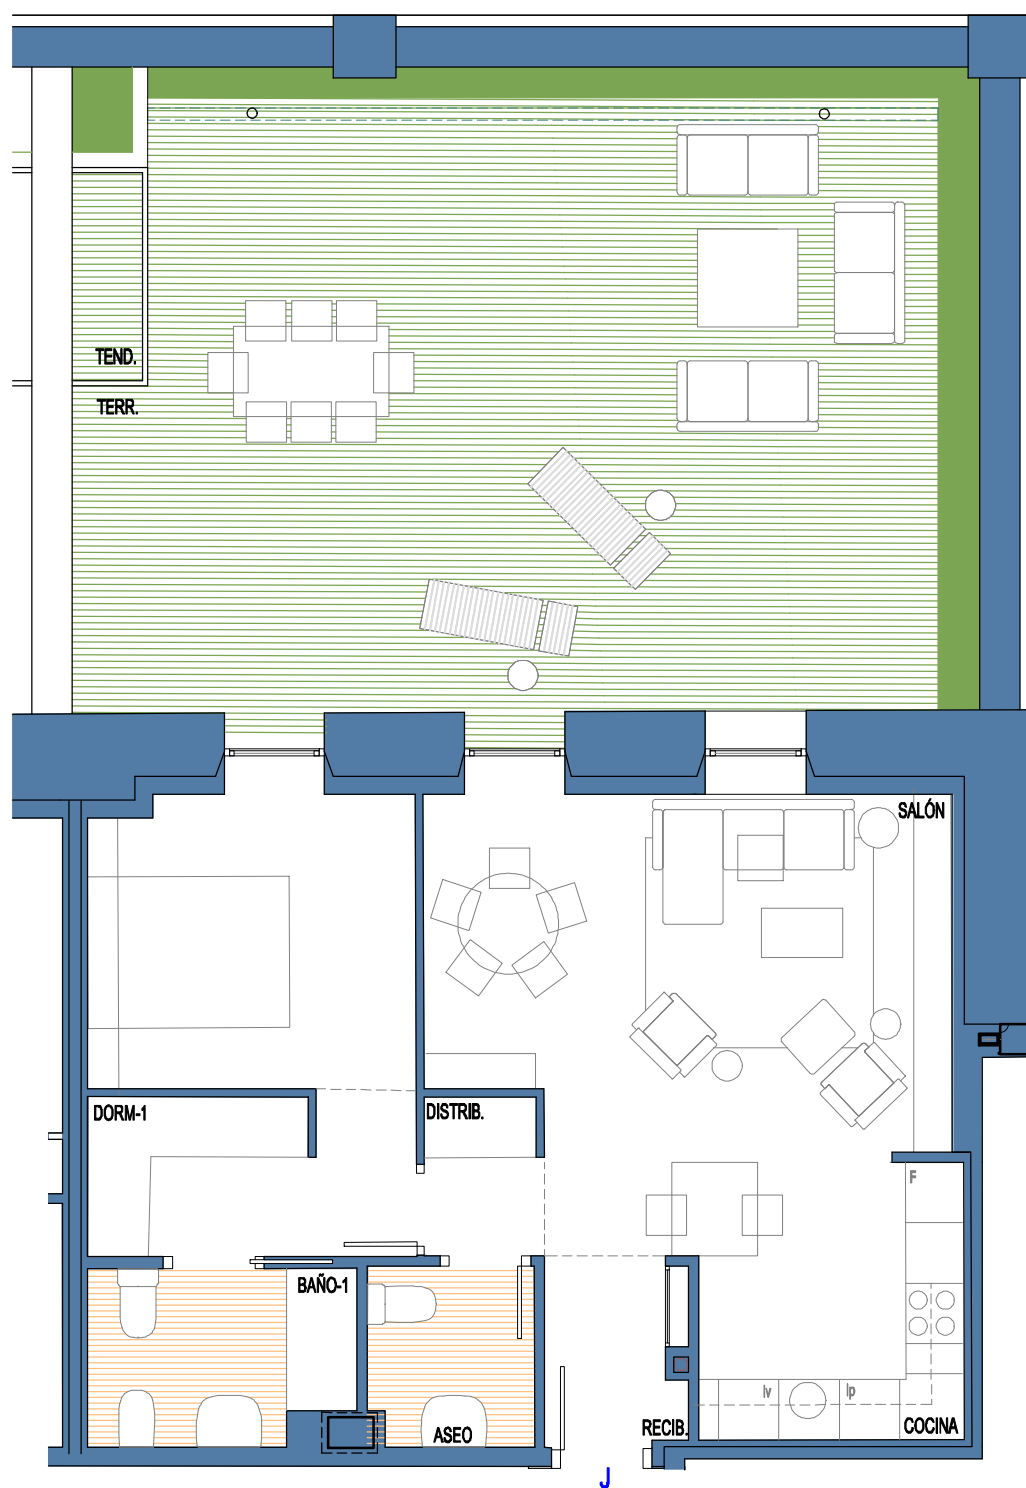 TEND.
TERR.
SALÓN
DORM-1
DISTRIB.
F
BAÑO-1
lv
lp
RECIB.
COCINA
ASEO
J